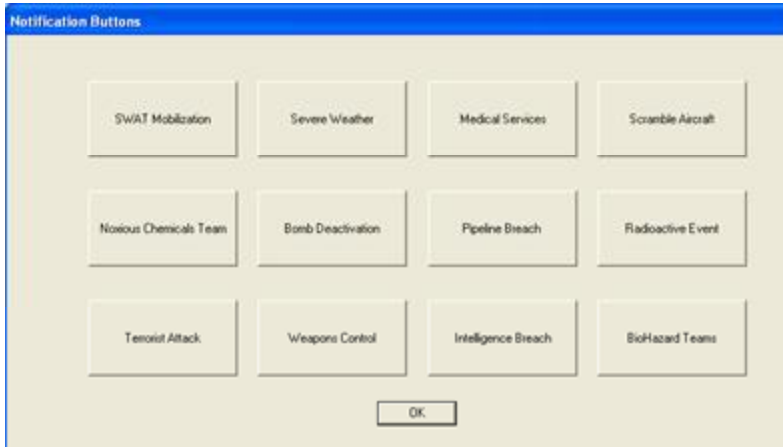 Notification Buttons
SWAT Mobilization
Severe Weather
Medical Services
Scramble Aircraft
Noxious Chemicals Team
Bomb Deactivation
Pipeline Breach
Radioactive Event
Terrorist Attack
Weapons Control
Intelligence Breach
BioHazard Teams
OK